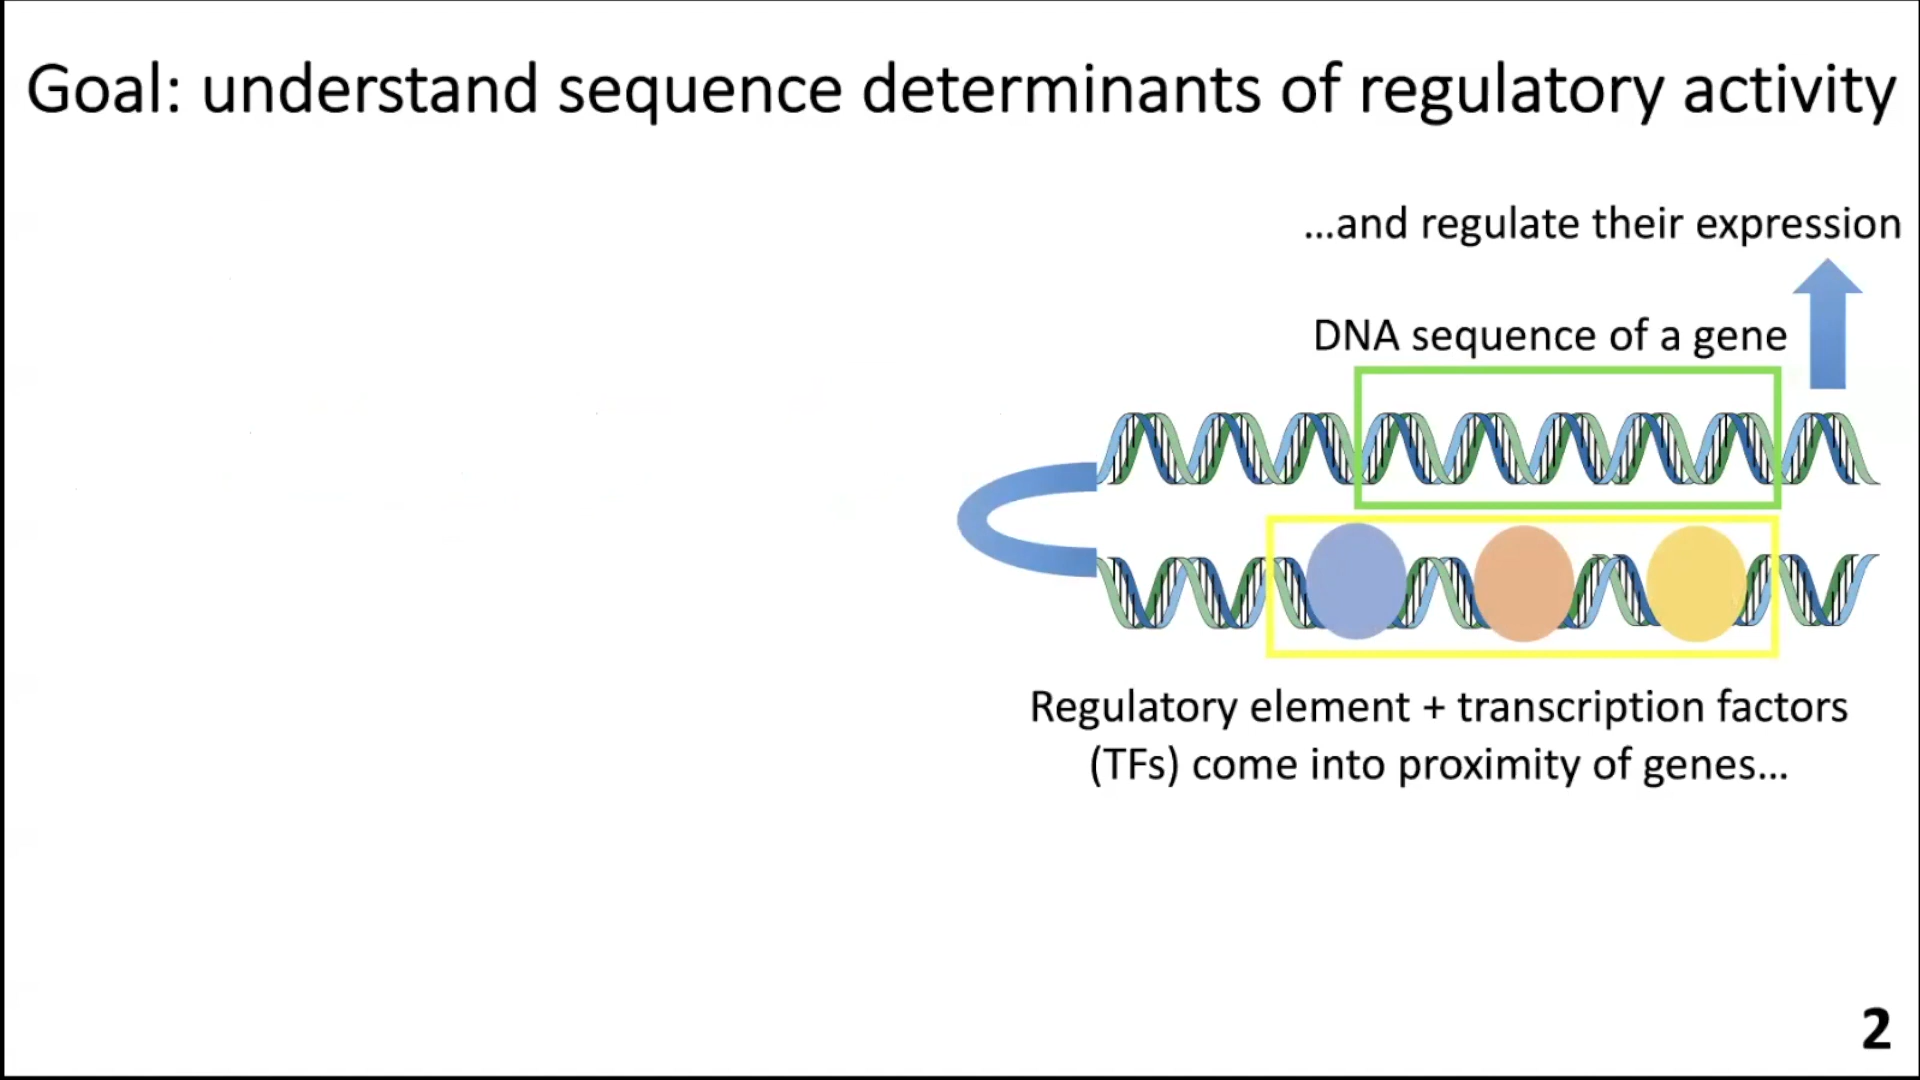 Goal: understand sequence determinants of regulatory activity
...and regulate their expression
DNA sequence of a gene
Regulatory element + transcription factors
(TFs) come into proximity of genes...
2